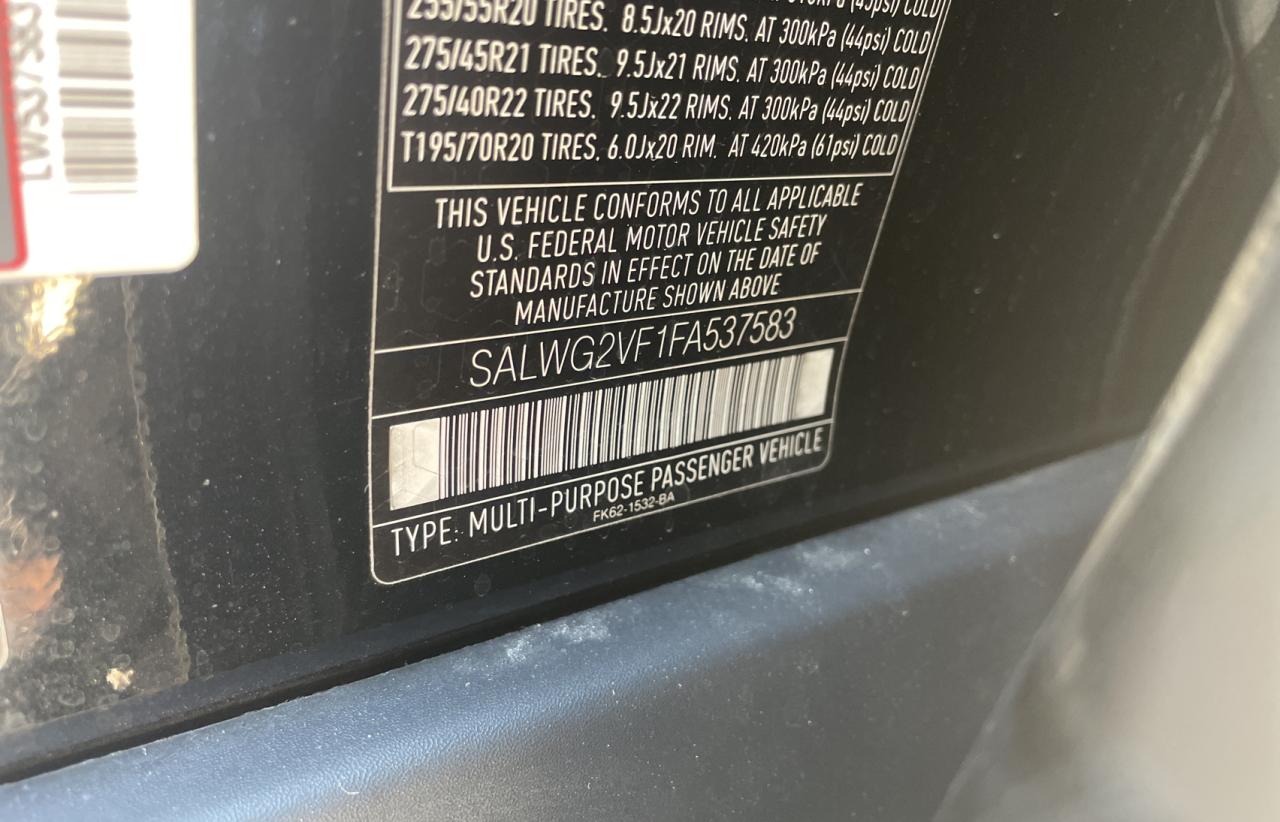 LW537583
(45psi) COLD
255/55R20 TIRES. 8.5Jx20 RIMS. AT 300kPa (44psi) COLD
275/45R21 TIRES. 9.5Jx21 RIMS. AT 300kPa (44psi) COLD
275/40R22 TIRES. 9.5Jx22 RIMS. AT 300kPa (44psi) COLD
T195/70R20 TIRES. 6.0Jx20 RIM. AT 420kPa (61psi) COLD
THIS VEHICLE CONFORMS TO ALL APPLICABLE
U.S. FEDERAL MOTOR VEHICLE SAFETY
STANDARDS IN EFFECT ON THE DATE OF
MANUFACTURE SHOWN ABOVE
SALWG2VF1FA537583
TYPE: MULTI-PURPOSE PASSENGER VEHICLE
FK62-1532-BA